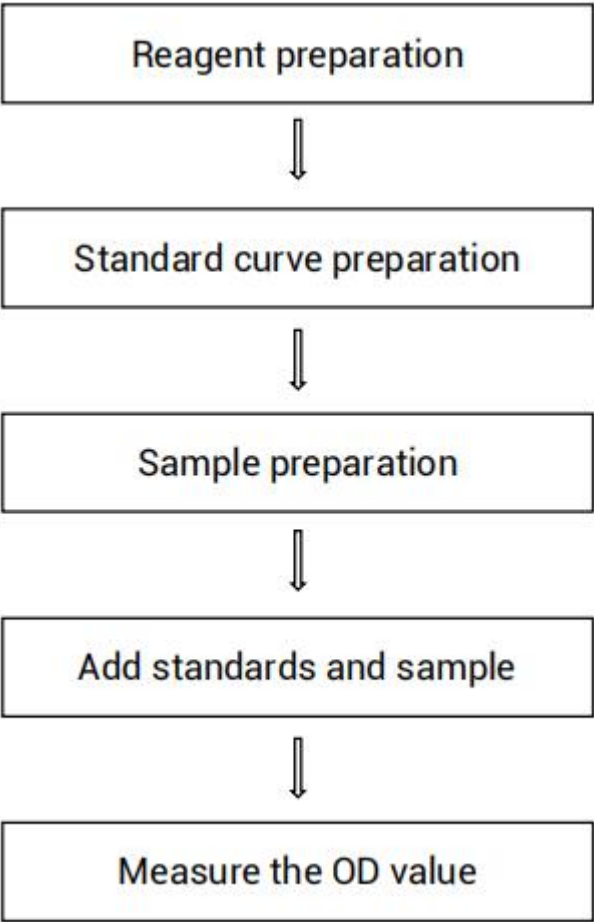 Reagent preparation
Standard curve preparation
Sample preparation
Add standards and sample
Measure the OD value